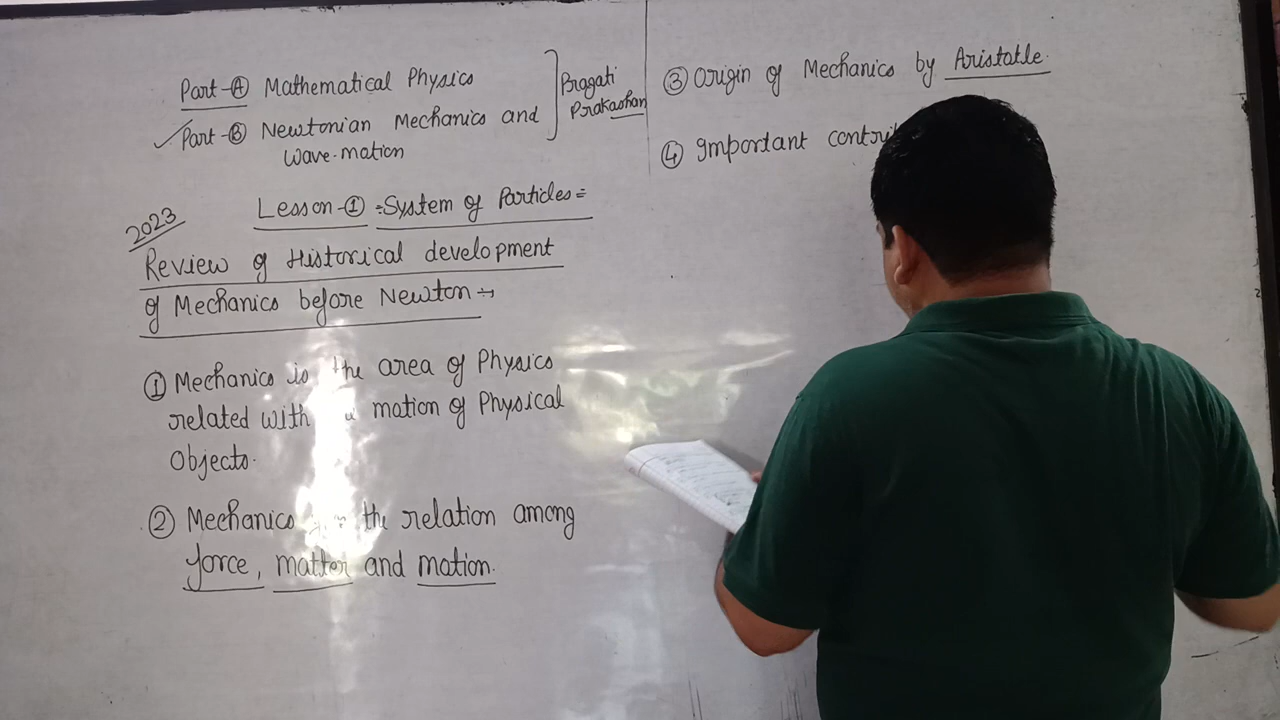 Part-Ⓐ Mathematical Physics
Part-Ⓑ Newtonian Mechanics and
wave-motion
Pragati
Prakashan
Lesson-① :-System of Particles:-
2023
Review of Historical development
of Mechanics before Newton :-
① Mechanics is the area of Physics
related with motion of Physical
Objects.
② Mechanics the relation among
force, matter and motion.
③ Origin of Mechanics by Aristotle.
④ Important contri